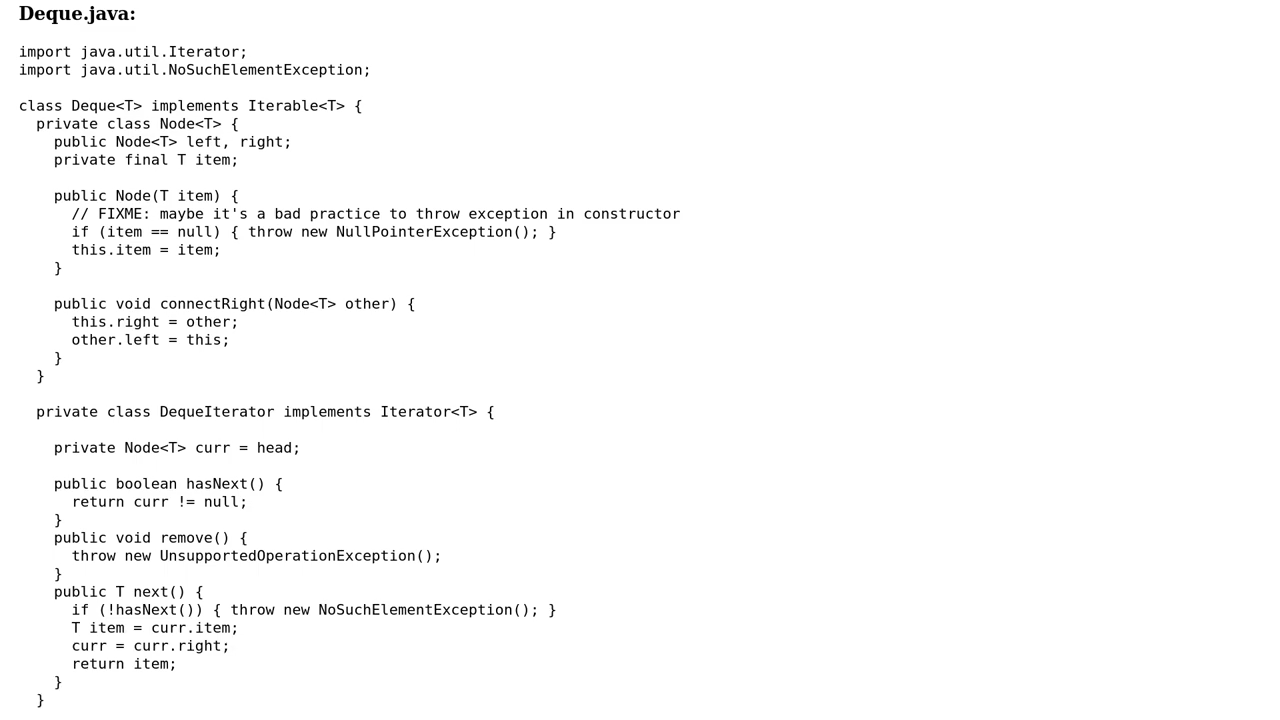 Deque.java:
import java.util.Iterator;
import java.util.NoSuchElementException;

class Deque<T> implements Iterable<T> {
  private class Node<T> {
    public Node<T> left, right;
    private final T item;

    public Node(T item) {
      // FIXME: maybe it's a bad practice to throw exception in constructor
      if (item == null) { throw new NullPointerException(); }
      this.item = item;
    }

    public void connectRight(Node<T> other) {
      this.right = other;
      other.left = this;
    }
  }

  private class DequeIterator implements Iterator<T> {

    private Node<T> curr = head;

    public boolean hasNext() {
      return curr != null;
    }
    public void remove() {
      throw new UnsupportedOperationException();
    }
    public T next() {
      if (!hasNext()) { throw new NoSuchElementException(); }
      T item = curr.item;
      curr = curr.right;
      return item;
    }
  }